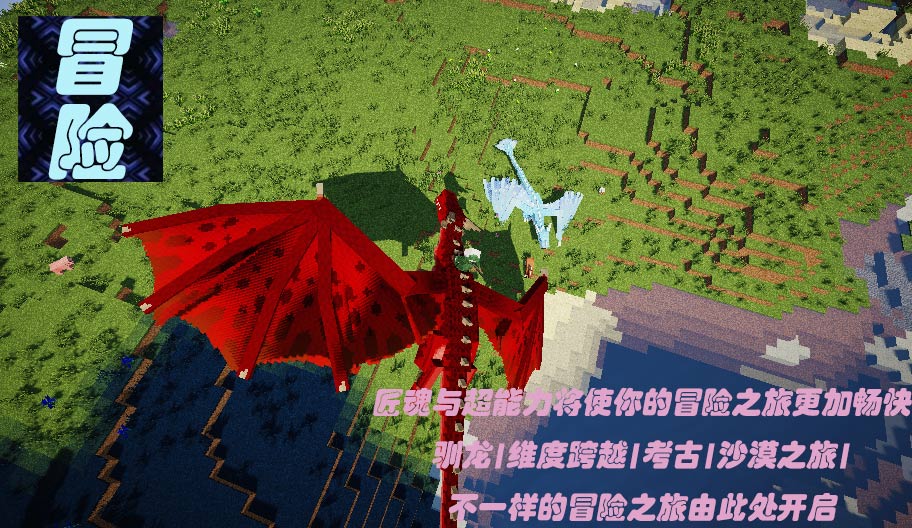 冒
险
匠魂与超能力将使你的冒险之旅更加畅快
驯龙|维度跨越|考古|沙漠之旅|
不一样的冒险之旅由此处开启